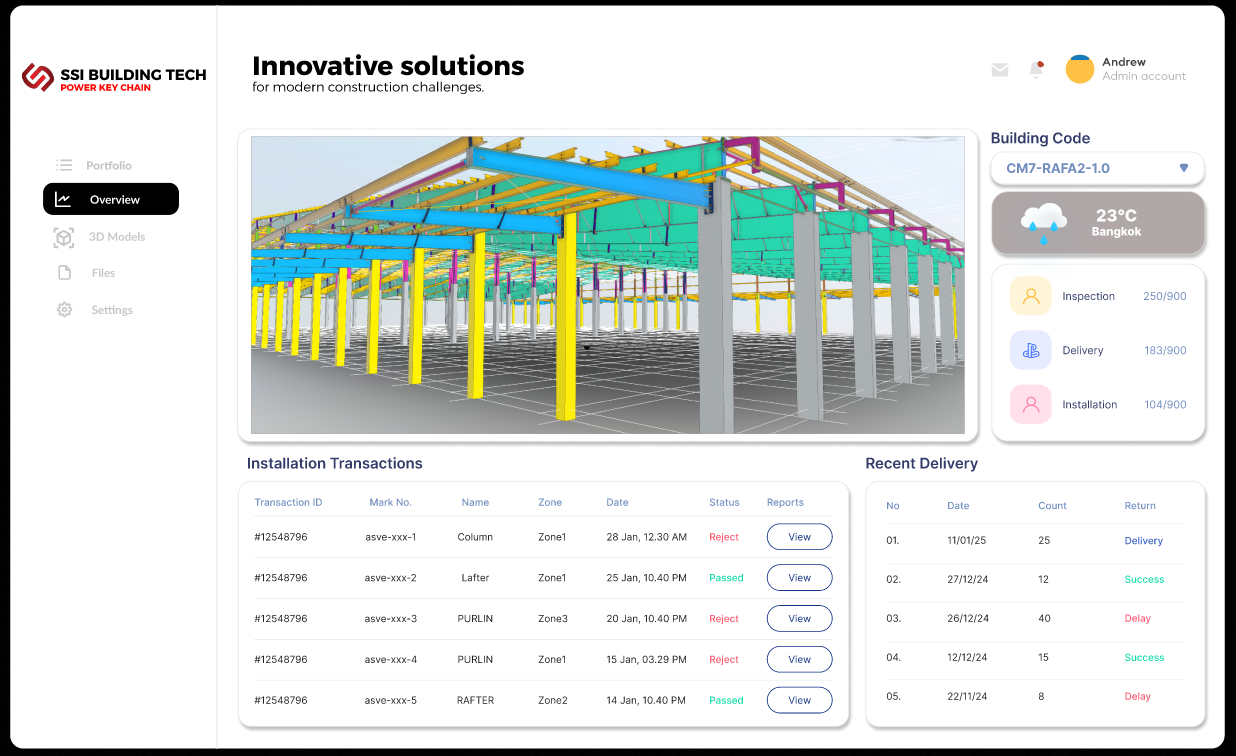 SSI BUILDING TECH
POWER KEY CHAIN
Portfolio
Overview
3D Models
Files
Settings
Innovative solutions
for modern construction challenges.
Andrew
Admin account
Building Code
CM7-RAFA2-1.0
23°C
Bangkok
Inspection 250/900
Delivery 183/900
Installation 104/900
Installation Transactions
Transaction ID Mark No. Name Zone Date Status Reports
#12548796 asve-xxx-1 Column Zone1 28 Jan, 12.30 AM Reject View
#12548796 asve-xxx-2 Lafter Zone1 25 Jan, 10.40 PM Passed View
#12548796 asve-xxx-3 PURLIN Zone3 20 Jan, 10.40 PM Reject View
#12548796 asve-xxx-4 PURLIN Zone1 15 Jan, 03.29 PM Reject View
#12548796 asve-xxx-5 RAFTER Zone2 14 Jan, 10.40 PM Passed View
Recent Delivery
No Date Count Return
01. 11/01/25 25 Delivery
02. 27/12/24 12 Success
03. 26/12/24 40 Delay
04. 12/12/24 15 Success
05. 22/11/24 8 Delay